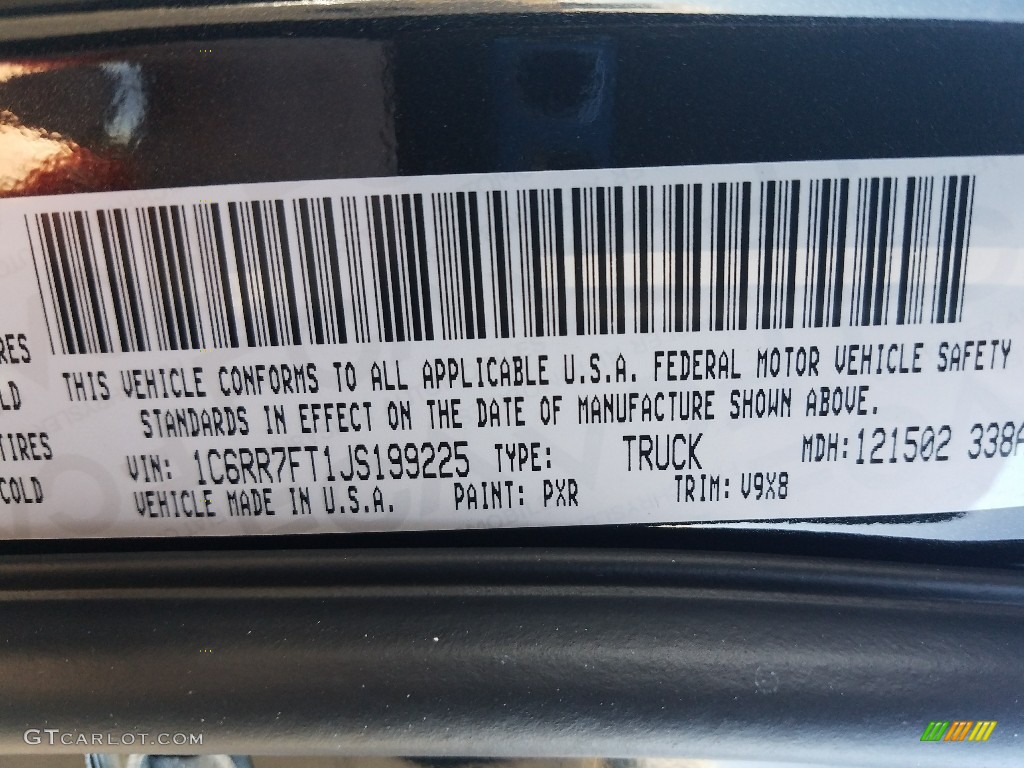 RES
LD
TIRES
COLD
THIS VEHICLE CONFORMS TO ALL APPLICABLE U.S.A. FEDERAL MOTOR VEHICLE SAFETY
STANDARDS IN EFFECT ON THE DATE OF MANUFACTURE SHOWN ABOVE.
VIN: 1C6RR7FT1JS199225 TYPE: TRUCK MDH:121502 338A
VEHICLE MADE IN U.S.A. PAINT: PXR TRIM: V9X8
GTCARLOT.COM